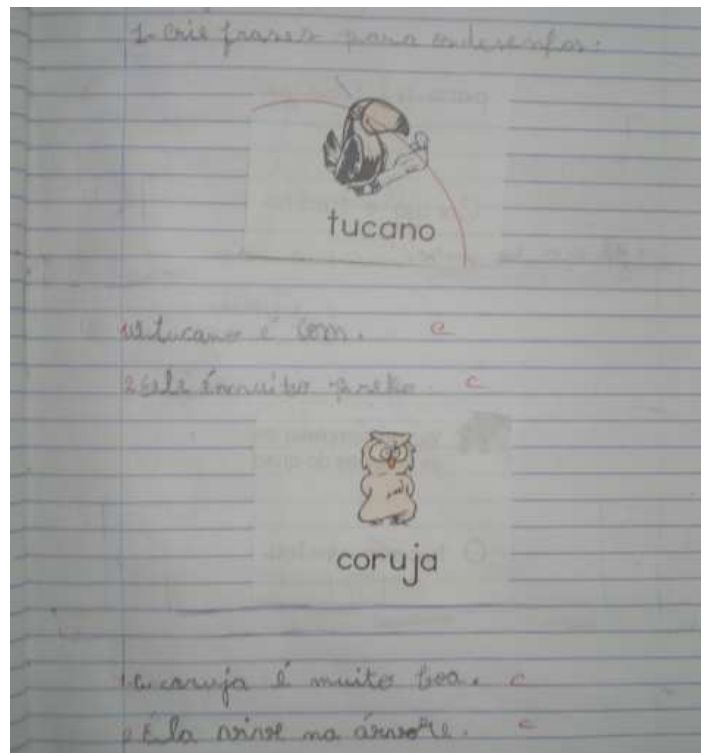 1- Crie frases para os desenhos:
tucano
1 O tucano é bom. C
2 Ele é muito preto. C
coruja
1. A coruja é muito boa. C
2 Éla vive na árvore. C